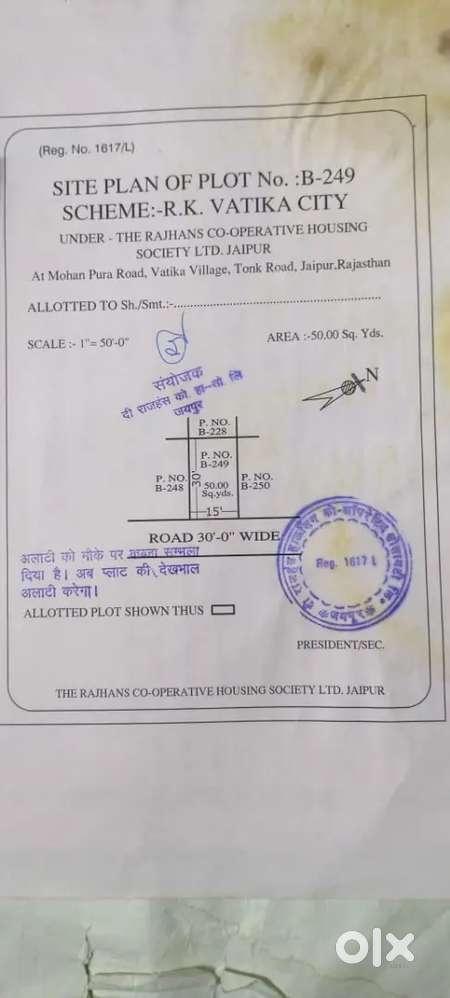 (Reg. No. 1617/L)
SITE PLAN OF PLOT No. :B-249
SCHEME:-R.K. VATIKA CITY
UNDER - THE RAJHANS CO-OPERATIVE HOUSING
SOCIETY LTD. JAIPUR
At Mohan Pura Road, Vatika Village, Tonk Road, Jaipur,Rajasthan
ALLOTTED TO Sh./Smt.:-
SCALE :- 1"= 50'-0"
AREA :-50.00 Sq. Yds.
संयोजक
दी राजहंस को. हा-सो. लि
जयपुर
N
P. NO.
B-228
P. NO.
B-248
P. NO.
B-249
30'
50.00
Sq.yds.
15'
P. NO.
B-250
ROAD 30'-0" WIDE
अलाटी को मौके पर कब्जा सम्भला
दिया है। अब प्लाट की देखभाल
अलाटी करेगा।
Reg. 1617 L
ALLOTTED PLOT SHOWN THUS
PRESIDENT/SEC.
THE RAJHANS CO-OPERATIVE HOUSING SOCIETY LTD. JAIPUR
olx